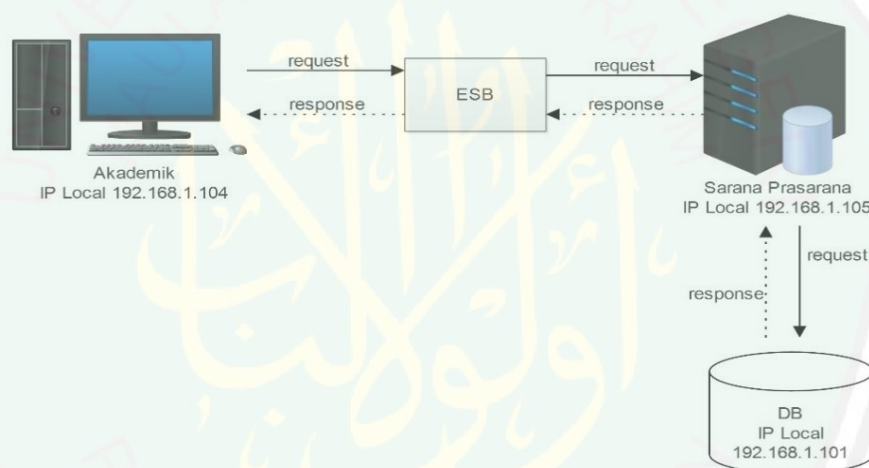 request
request
ESB
response
response
Akademik
IP Local 192.168.1.104
Sarana Prasarana
IP Local 192.168.1.105
request
response
DB
IP Local
192.168.1.101